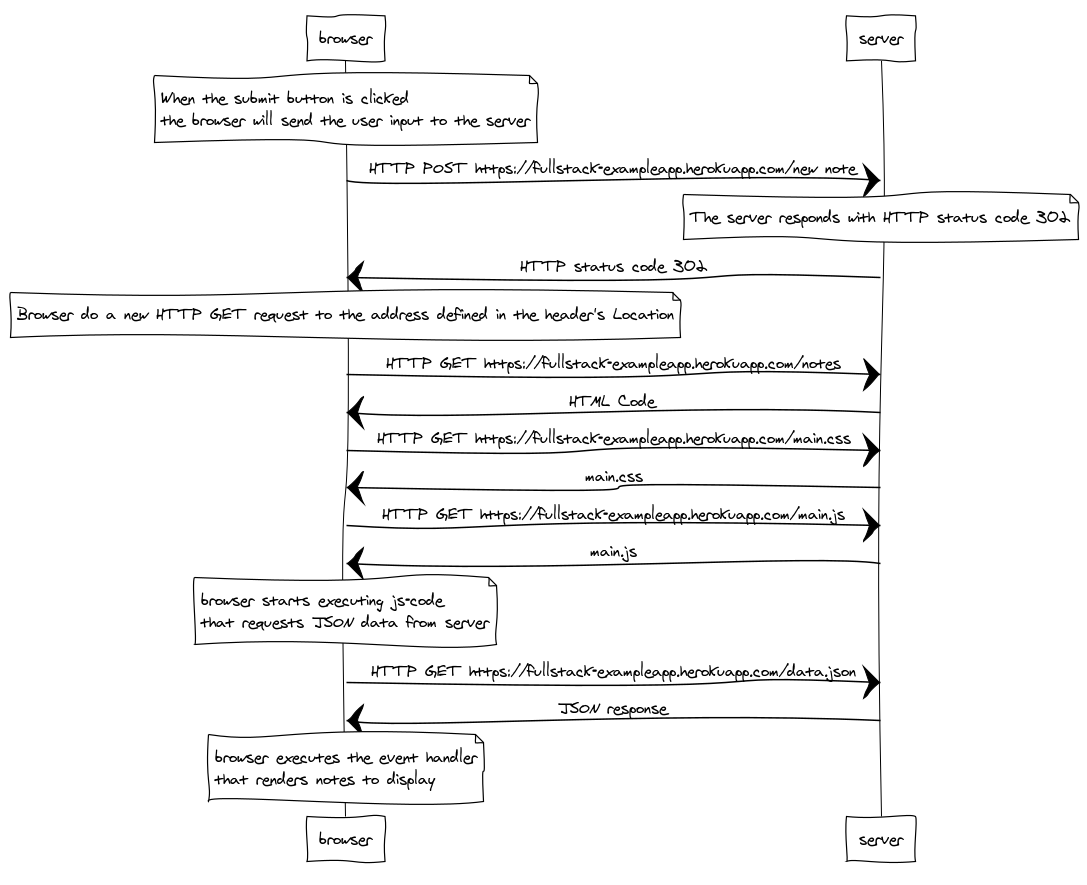 browser
server
When the submit button is clicked
the browser will send the user input to the server
HTTP POST https://fullstack-exampleapp.herokuapp.com/new note
The server responds with HTTP status code 302
HTTP status code 302
Browser do a new HTTP GET request to the address defined in the header's Location
HTTP GET https://fullstack-exampleapp.herokuapp.com/notes
HTML Code
HTTP GET https://fullstack-exampleapp.herokuapp.com/main.css
main.css
HTTP GET https://fullstack-exampleapp.herokuapp.com/main.js
main.js
browser starts executing js-code
that requests JSON data from server
HTTP GET https://fullstack-exampleapp.herokuapp.com/data.json
JSON response
browser executes the event handler
that renders notes to display
browser
server